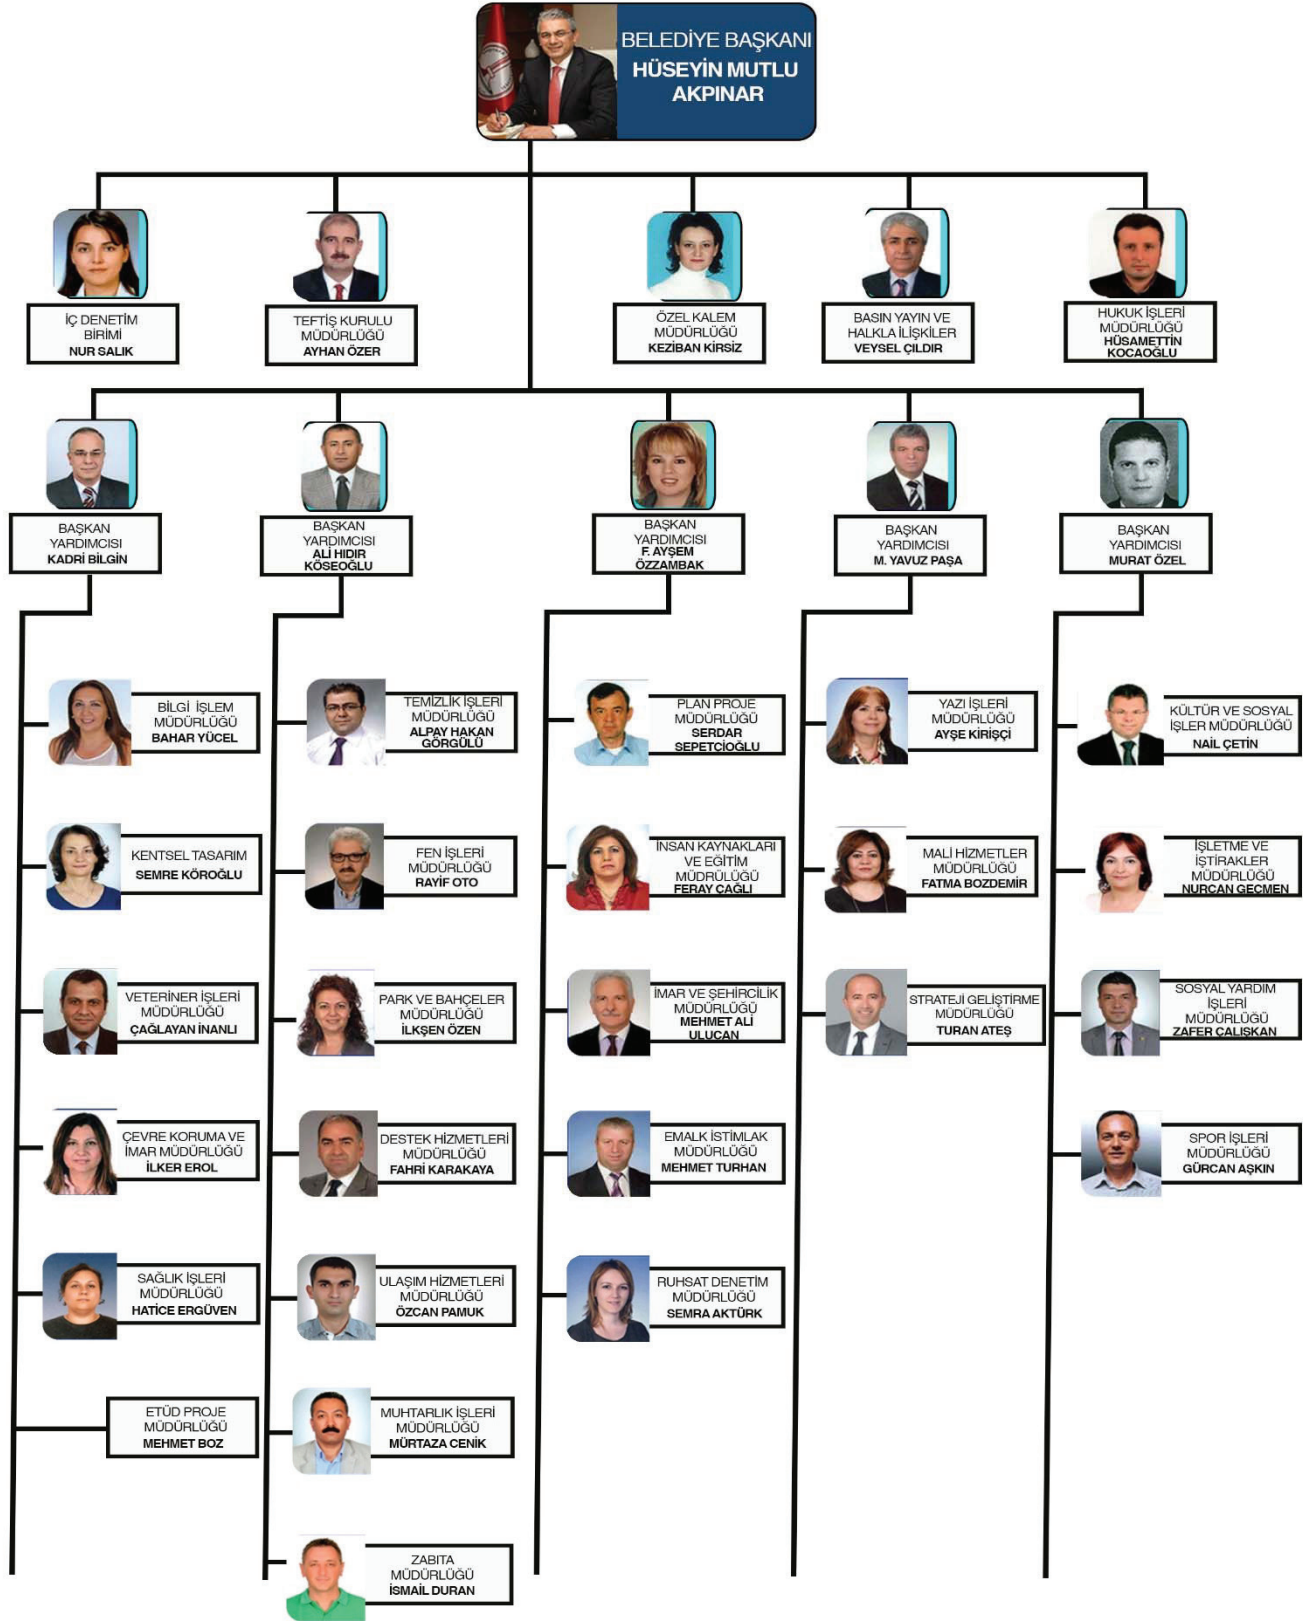 BELEDİYE BAŞKANI
HÜSEYİN MUTLU
AKPINAR
İÇ DENETİM
BİRİMİ
NUR SALIK
TEFTİŞ KURULU
MÜDÜRLÜĞÜ
AYHAN ÖZER
ÖZEL KALEM
MÜDÜRLÜĞÜ
KEZİBAN KİRSİZ
BASIN YAYIN VE
HALKLA İLİŞKİLER
VEYSEL ÇILDIR
HUKUK İŞLERİ
MÜDÜRLÜĞÜ
HÜSAMETTİN
KOCAOĞLU
BAŞKAN
YARDIMCISI
KADRİ BİLGİN
BAŞKAN
YARDIMCISI
ALİ HIDIR
KÖSEOĞLU
BAŞKAN
YARDIMCISI
F. AYŞEM
ÖZZAMBAK
BAŞKAN
YARDIMCISI
M. YAVUZ PAŞA
BAŞKAN
YARDIMCISI
MURAT ÖZEL
BİLGİ İŞLEM
MÜDÜRLÜĞÜ
BAHAR YÜCEL
TEMİZLİK İŞLERİ
MÜDÜRLÜĞÜ
ALPAY HAKAN
GÖRGÜLÜ
PLAN PROJE
MÜDÜRLÜĞÜ
SERDAR
SEPETCİOĞLU
YAZI İŞLERİ
MÜDÜRLÜĞÜ
AYŞE KİRİŞÇİ
KÜLTÜR VE SOSYAL
İŞLER MÜDÜRLÜĞÜ
NAİL ÇETİN
KENTSEL TASARIM
SEMRE KÖROĞLU
FEN İŞLERİ
MÜDÜRLÜĞÜ
RAYİF OTO
İNSAN KAYNAKLARI
VE EĞİTİM
MÜDRÜLÜĞÜ
FERAY ÇAĞLI
MALİ HİZMETLER
MÜDÜRLÜĞÜ
FATMA BOZDEMİR
İŞLETME VE
İŞTİRAKLER
MÜDÜRLÜĞÜ
NURCAN GECMEN
VETERİNER İŞLERİ
MÜDÜRLÜĞÜ
ÇAĞLAYAN İNANLI
PARK VE BAHÇELER
MÜDÜRLÜĞÜ
İLKŞEN ÖZEN
İMAR VE ŞEHİRCİLİK
MÜDÜRLÜĞÜ
MEHMET ALİ
ULUCAN
STRATEJİ GELİŞTİRME
MÜDÜRLÜĞÜ
TURAN ATEŞ
SOSYAL YARDIM
İŞLERİ
MÜDÜRLÜĞÜ
ZAFER ÇALIŞKAN
ÇEVRE KORUMA VE
İMAR MÜDÜRLÜĞÜ
İLKER EROL
DESTEK HİZMETLERİ
MÜDÜRLÜĞÜ
FAHRİ KARAKAYA
EMALK İSTİMLAK
MÜDÜRLÜĞÜ
MEHMET TURHAN
SPOR İŞLERİ
MÜDÜRLÜĞÜ
GÜRCAN AŞKIN
SAĞLIK İŞLERİ
MÜDÜRLÜĞÜ
HATİCE ERGÜVEN
ULAŞIM HİZMETLERİ
MÜDÜRLÜĞÜ
ÖZCAN PAMUK
RUHSAT DENETİM
MÜDÜRLÜĞÜ
SEMRA AKTÜRK
ETÜD PROJE
MÜDÜRLÜĞÜ
MEHMET BOZ
MUHTARLIK İŞLERİ
MÜDÜRLÜĞÜ
MÜRTAZA CENİK
ZABITA
MÜDÜRLÜĞÜ
İSMAİL DURAN